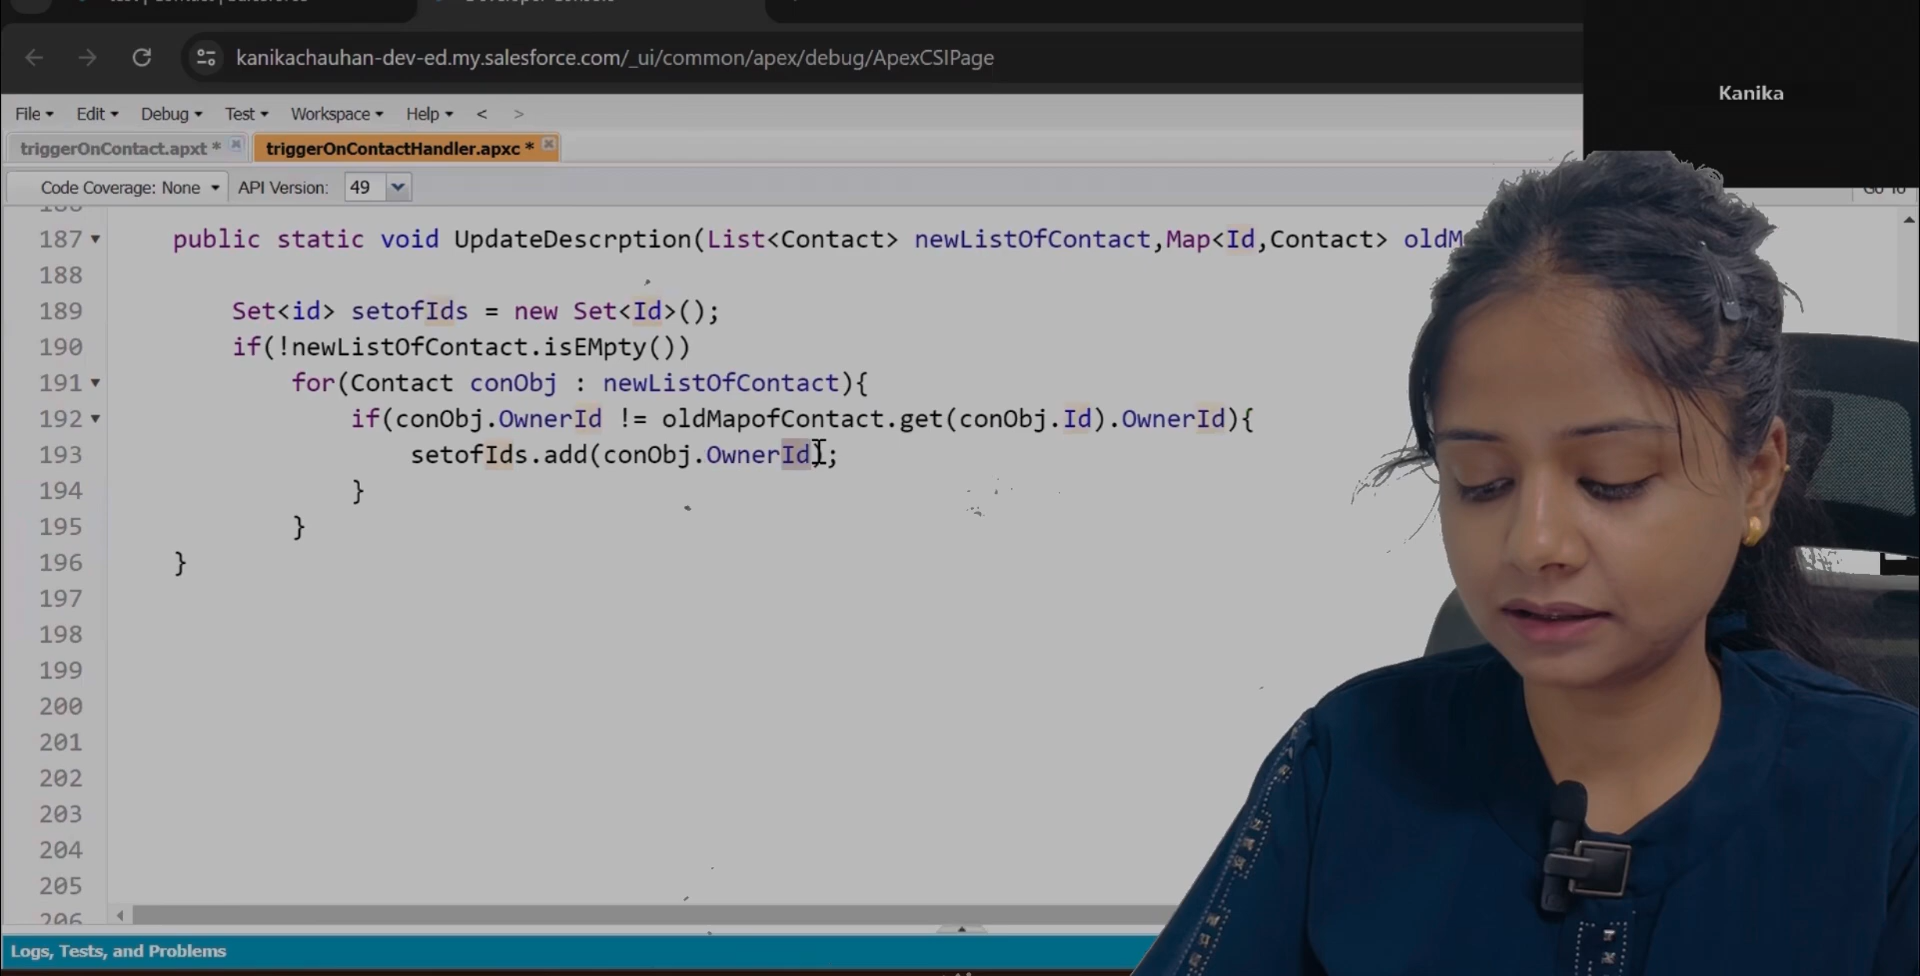 kanikachauhan-dev-ed.my.salesforce.com/_ui/common/apex/debug/ApexCSIPage
Kanika
File Edit Debug Test Workspace Help < >
triggerOnContact.apxt * triggerOnContactHandler.apxc *
Code Coverage: None API Version: 49 Go To
187 public static void UpdateDescrption(List<Contact> newListOfContact,Map<Id,Contact> oldM
188
189 Set<id> setofIds = new Set<Id>();
190 if(!newListOfContact.isEMpty())
191 for(Contact conObj : newListOfContact){
192 if(conObj.OwnerId != oldMapofContact.get(conObj.Id).OwnerId){
193 setofIds.add(conObj.OwnerId);
194 }
195 }
196 }
197
198
199
200
201
202
203
204
205
206
Logs, Tests, and Problems